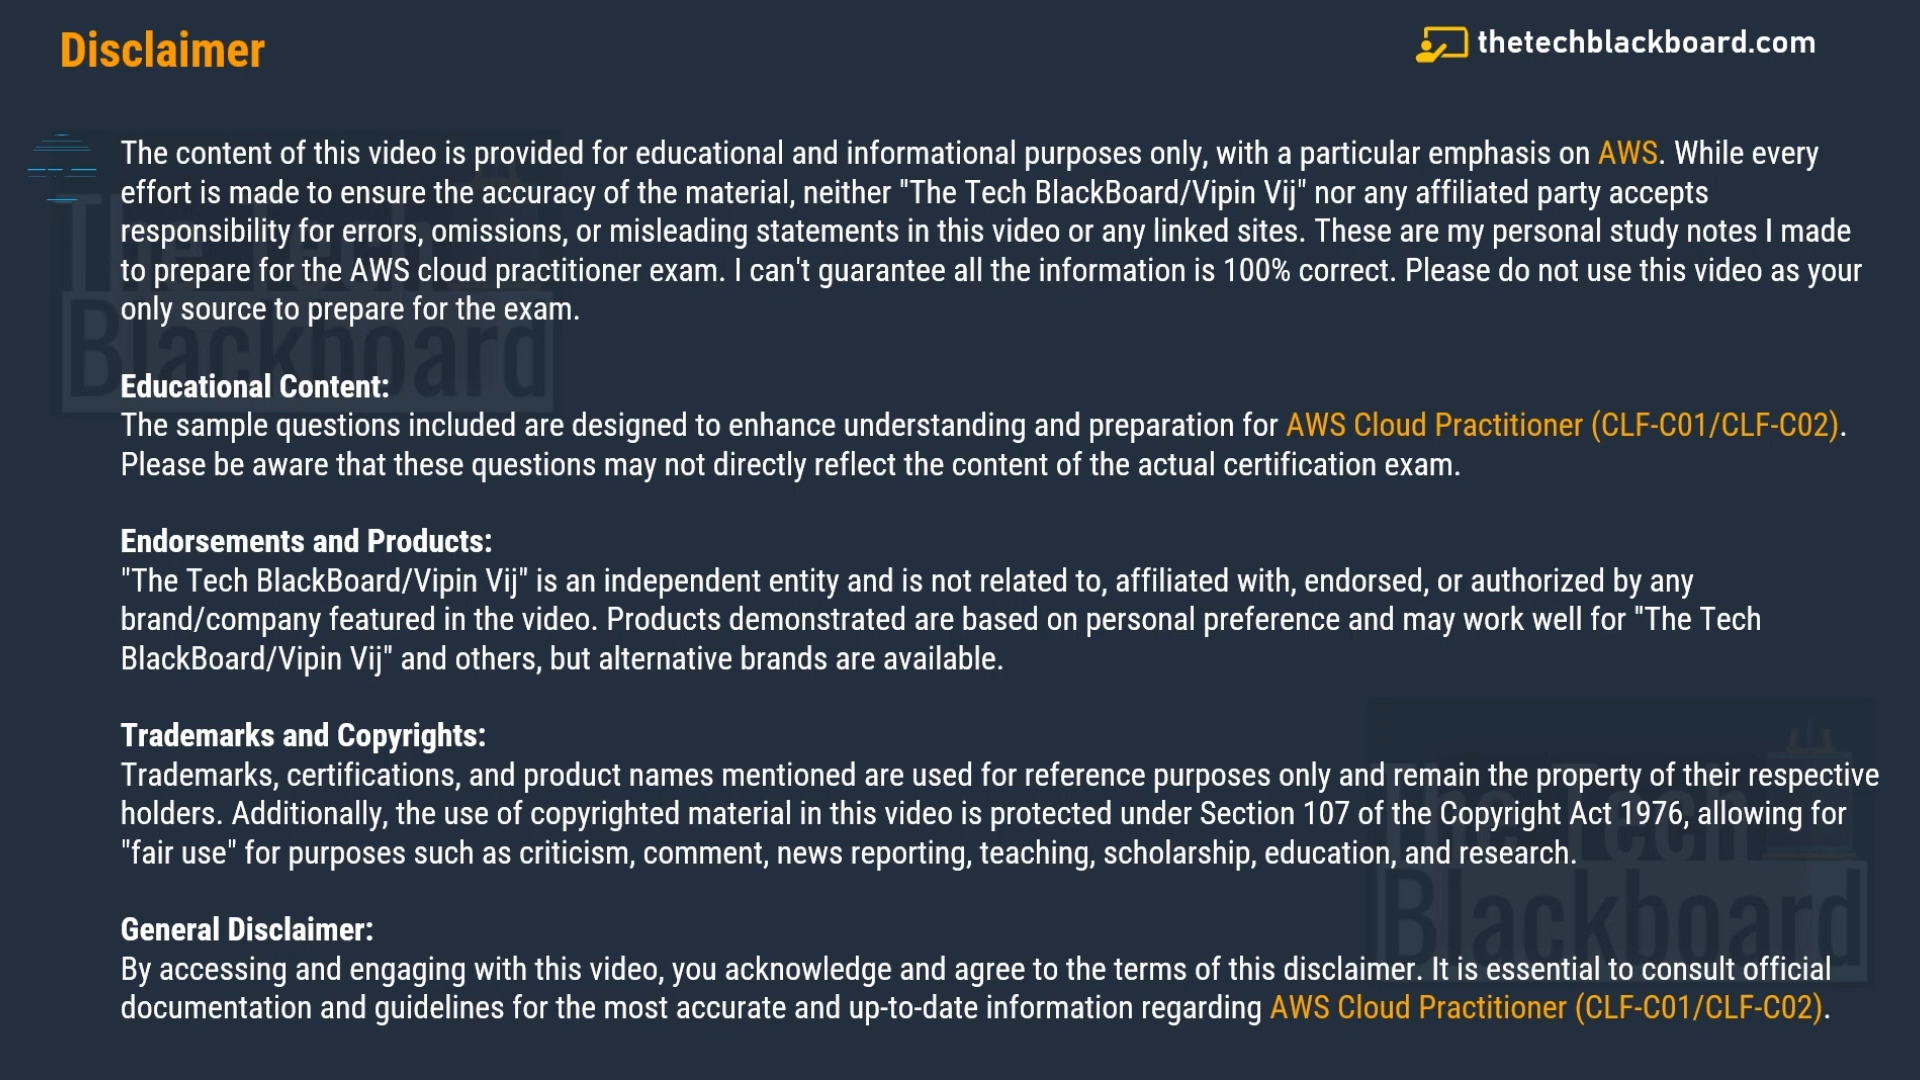 Disclaimer
thetechblackboard.com
The content of this video is provided for educational and informational purposes only, with a particular emphasis on AWS. While every
effort is made to ensure the accuracy of the material, neither "The Tech BlackBoard/Vipin Vij" nor any affiliated party accepts
responsibility for errors, omissions, or misleading statements in this video or any linked sites. These are my personal study notes I made
to prepare for the AWS cloud practitioner exam. I can't guarantee all the information is 100% correct. Please do not use this video as your
only source to prepare for the exam.
Educational Content:
The sample questions included are designed to enhance understanding and preparation for AWS Cloud Practitioner (CLF-C01/CLF-C02).
Please be aware that these questions may not directly reflect the content of the actual certification exam.
Endorsements and Products:
"The Tech BlackBoard/Vipin Vij" is an independent entity and is not related to, affiliated with, endorsed, or authorized by any
brand/company featured in the video. Products demonstrated are based on personal preference and may work well for "The Tech
BlackBoard/Vipin Vij" and others, but alternative brands are available.
Trademarks and Copyrights:
Trademarks, certifications, and product names mentioned are used for reference purposes only and remain the property of their respective
holders. Additionally, the use of copyrighted material in this video is protected under Section 107 of the Copyright Act 1976, allowing for
"fair use" for purposes such as criticism, comment, news reporting, teaching, scholarship, education, and research.
General Disclaimer:
By accessing and engaging with this video, you acknowledge and agree to the terms of this disclaimer. It is essential to consult official
documentation and guidelines for the most accurate and up-to-date information regarding AWS Cloud Practitioner (CLF-C01/CLF-C02).
The Tech
Blackboard
The Tech
Blackboard